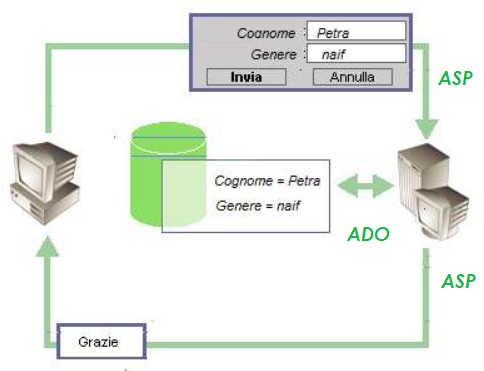 Cognome : Petra
Genere : naif
Invia Annulla
ASP
Cognome = Petra
Genere = naif
ADO
ASP
Grazie